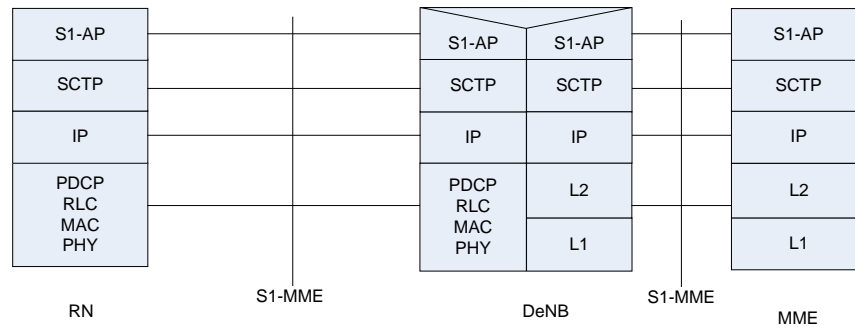 S1-AP
SCTP
IP
PDCP
RLC
MAC
PHY
RN
S1-MME
S1-AP
S1-AP
SCTP
SCTP
IP
IP
PDCP
RLC
MAC
PHY
L2
L1
DeNB
S1-MME
S1-AP
SCTP
IP
L2
L1
MME